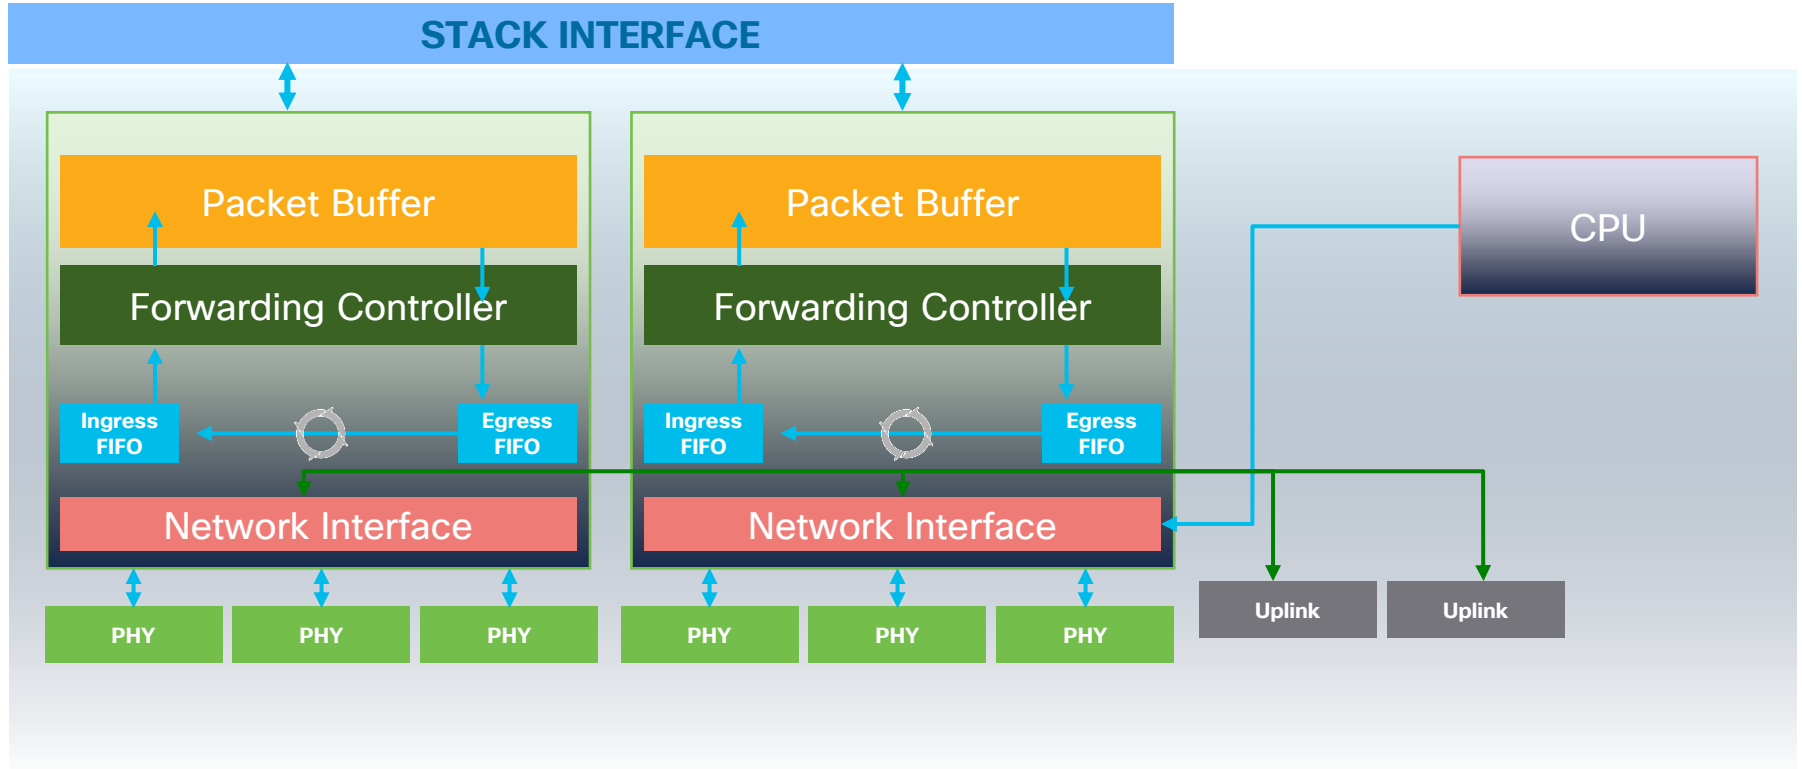 STACK INTERFACE
Packet Buffer
Packet Buffer
CPU
Forwarding Controller
Forwarding Controller
Ingress
FIFO
Egress
FIFO
Ingress
FIFO
Egress
FIFO
Network Interface
Network Interface
PHY
PHY
PHY
PHY
PHY
PHY
Uplink
Uplink